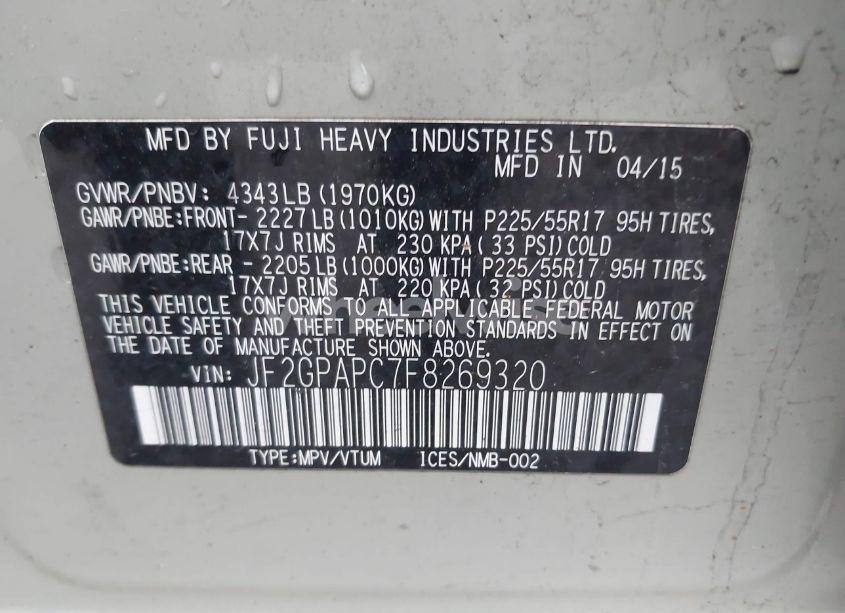 MFD BY FUJI HEAVY INDUSTRIES LTD.
MFD IN 04/15
GVWR/PNBV: 4343LB (1970KG)
GAWR/PNBE:FRONT- 2227LB (1010KG) WITH P225/55R17 95H TIRES,
17X7J RIMS AT 230 KPA( 33 PSI) COLD
GAWR/PNBE:REAR - 2205LB (1000KG) WITH P225/55R17 95H TIRES,
17X7J RIMS AT 220 KPA( 32 PSI) COLD
THIS VEHICLE CONFORMS TO ALL APPLICABLE FEDERAL MOTOR
VEHICLE SAFETY AND THEFT PREVENTION STANDARDS IN EFFECT ON
THE DATE OF MANUFACTURE SHOWN ABOVE.
VIN: JF2GPAPC7F8269320
TYPE:MPV/VTUM ICES/NMB-002